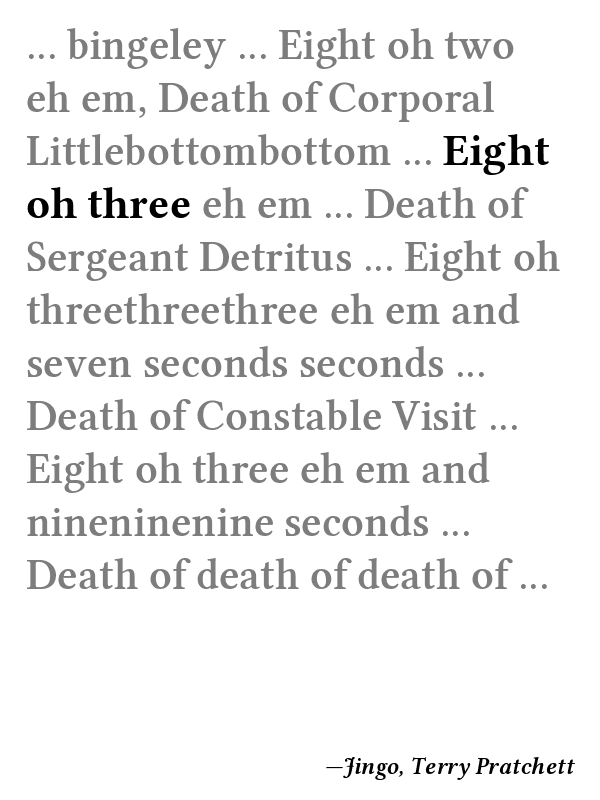 ... bingeley ... Eight oh two
eh em, Death of Corporal
Littlebottombottom ... Eight
oh three eh em ... Death of
Sergeant Detritus ... Eight oh
threethreethree eh em and
seven seconds seconds ...
Death of Constable Visit ...
Eight oh three eh em and
nineninenine seconds ...
Death of death of death of ...
—Jingo, Terry Pratchett